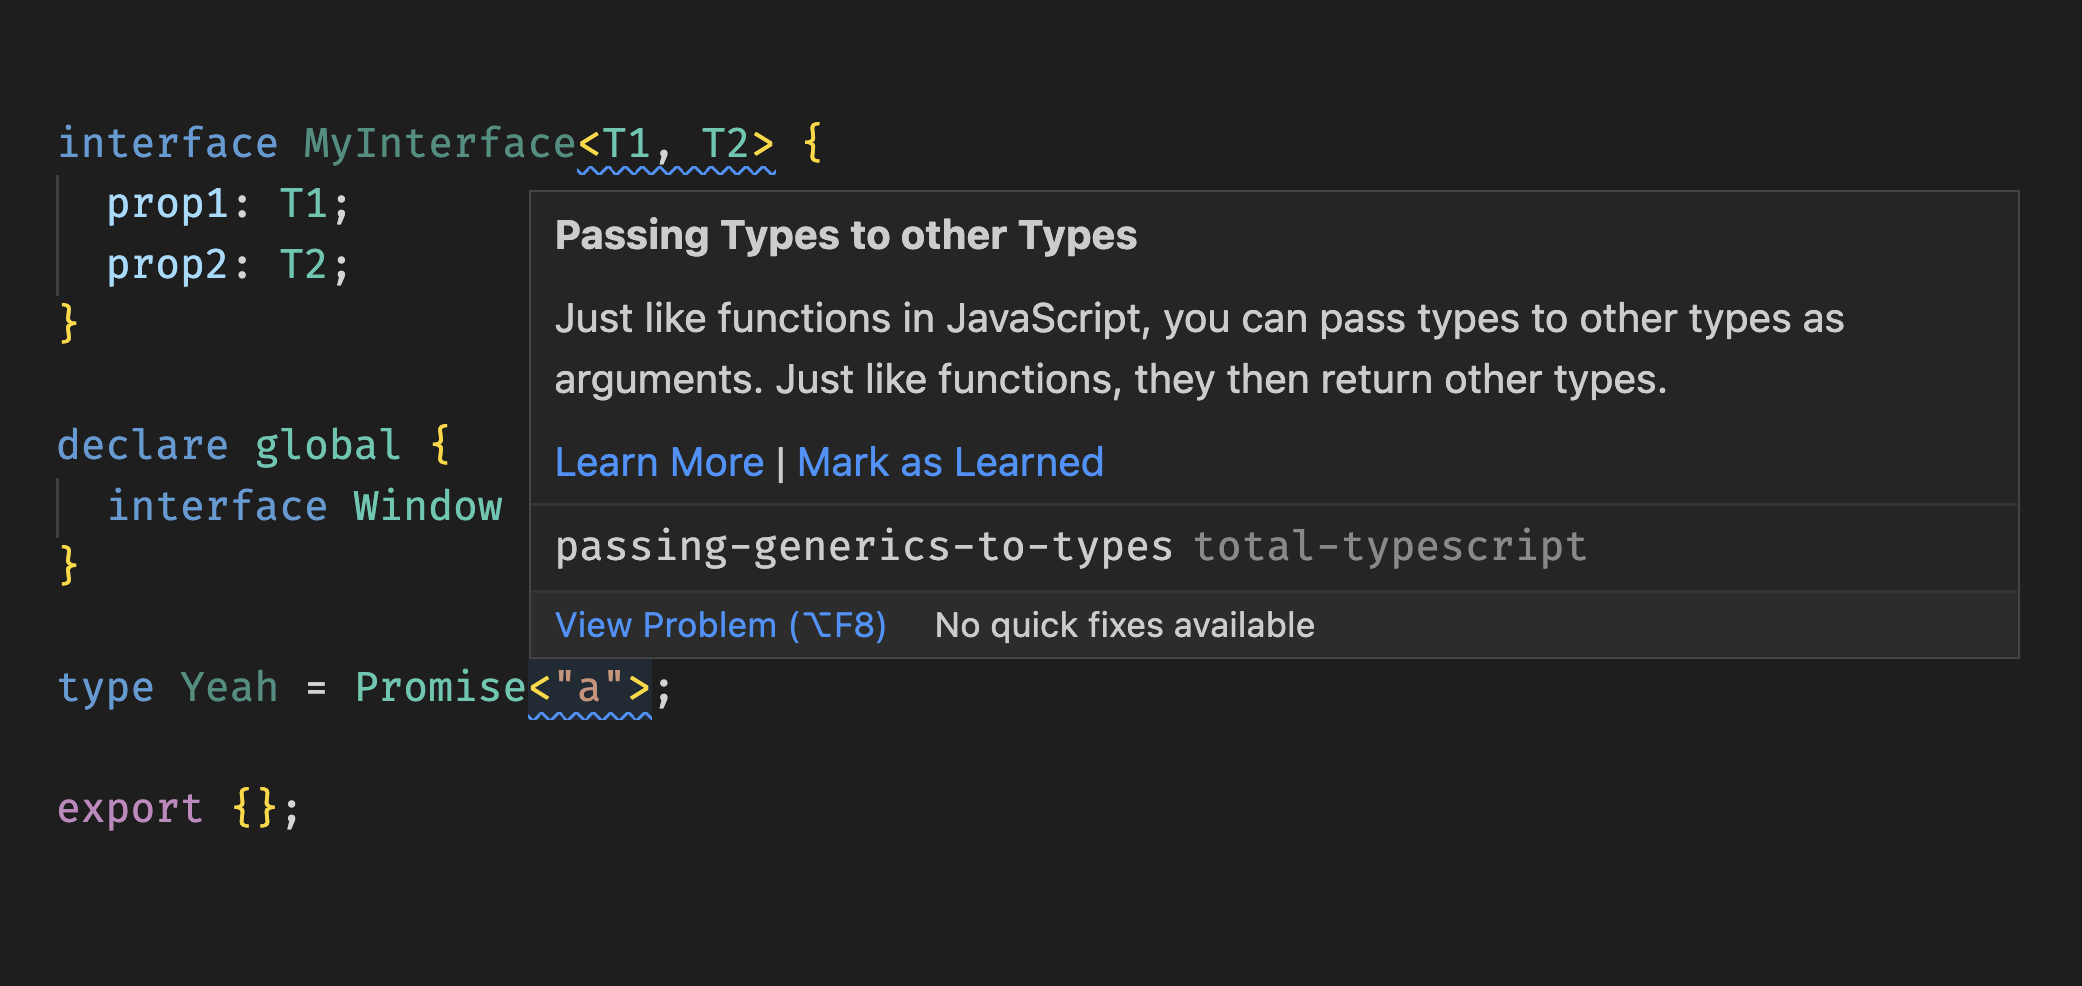 interface MyInterface<T1, T2> {
  prop1: T1;
  prop2: T2;
}
declare global {
  interface Window
}
type Yeah = Promise<"a">;
export {};
Passing Types to other Types
Just like functions in JavaScript, you can pass types to other types as
arguments. Just like functions, they then return other types.
Learn More | Mark as Learned
passing-generics-to-types total-typescript
View Problem (⌥F8) No quick fixes available